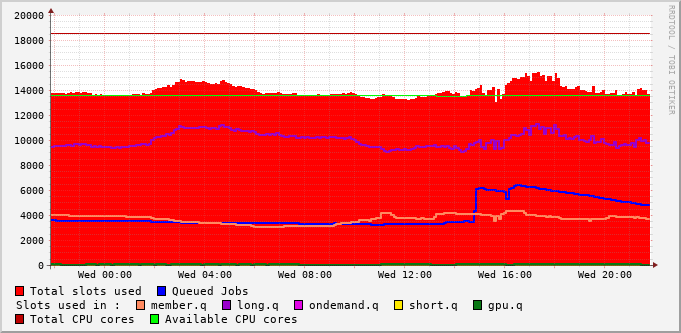 20000
18000
16000
14000
12000
10000
8000
6000
4000
2000
0
Wed 00:00 Wed 04:00 Wed 08:00 Wed 12:00 Wed 16:00 Wed 20:00
Total slots used Queued Jobs
Slots used in : member.q long.q ondemand.q short.q gpu.q
Total CPU cores Available CPU cores
RRDTOOL / TOBI OETIKER